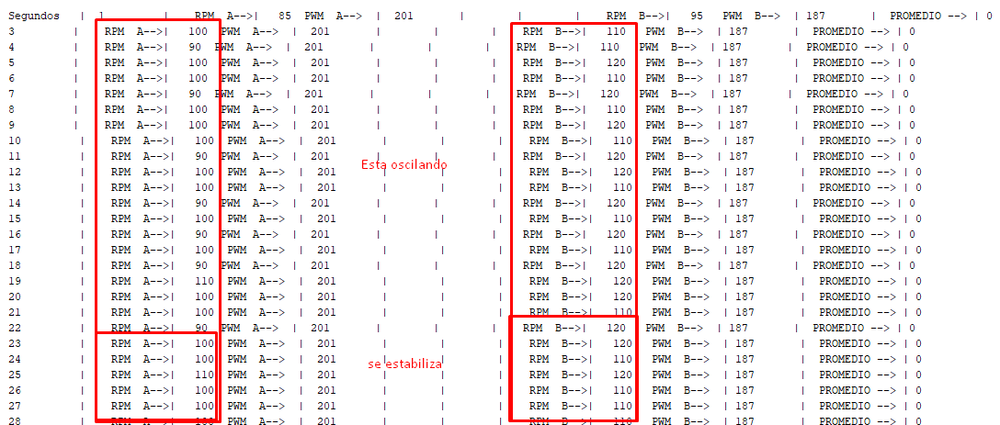 Segundos | 1 | RPM A-->| 85 PWM A--> | 201 | | | RPM B-->| 95 PWM B--> | 187 | PROMEDIO --> | 0
3 | RPM A-->| 100 PWM A--> | 201 | | | RPM B-->| 110 PWM B--> | 187 | PROMEDIO --> | 0
4 | RPM A-->| 90 PWM A--> | 201 | | | RPM B-->| 110 PWM B--> | 187 | PROMEDIO --> | 0
5 | RPM A-->| 100 PWM A--> | 201 | | | RPM B-->| 120 PWM B--> | 187 | PROMEDIO --> | 0
6 | RPM A-->| 100 PWM A--> | 201 | | | RPM B-->| 110 PWM B--> | 187 | PROMEDIO --> | 0
7 | RPM A-->| 90 PWM A--> | 201 | | | RPM B-->| 120 PWM B--> | 187 | PROMEDIO --> | 0
8 | RPM A-->| 100 PWM A--> | 201 | | | RPM B-->| 110 PWM B--> | 187 | PROMEDIO --> | 0
9 | RPM A-->| 100 PWM A--> | 201 | | | RPM B-->| 120 PWM B--> | 187 | PROMEDIO --> | 0
10 | RPM A-->| 100 PWM A--> | 201 | | | RPM B-->| 110 PWM B--> | 187 | PROMEDIO --> | 0
11 | RPM A-->| 90 PWM A--> | 201 | | | RPM B-->| 120 PWM B--> | 187 | PROMEDIO --> | 0
Esta oscilando
12 | RPM A-->| 100 PWM A--> | 201 | | | RPM B-->| 120 PWM B--> | 187 | PROMEDIO --> | 0
13 | RPM A-->| 100 PWM A--> | 201 | | | RPM B-->| 110 PWM B--> | 187 | PROMEDIO --> | 0
14 | RPM A-->| 90 PWM A--> | 201 | | | RPM B-->| 120 PWM B--> | 187 | PROMEDIO --> | 0
15 | RPM A-->| 100 PWM A--> | 201 | | | RPM B-->| 110 PWM B--> | 187 | PROMEDIO --> | 0
16 | RPM A-->| 90 PWM A--> | 201 | | | RPM B-->| 120 PWM B--> | 187 | PROMEDIO --> | 0
17 | RPM A-->| 100 PWM A--> | 201 | | | RPM B-->| 110 PWM B--> | 187 | PROMEDIO --> | 0
18 | RPM A-->| 90 PWM A--> | 201 | | | RPM B-->| 120 PWM B--> | 187 | PROMEDIO --> | 0
19 | RPM A-->| 110 PWM A--> | 201 | | | RPM B-->| 120 PWM B--> | 187 | PROMEDIO --> | 0
20 | RPM A-->| 100 PWM A--> | 201 | | | RPM B-->| 120 PWM B--> | 187 | PROMEDIO --> | 0
21 | RPM A-->| 100 PWM A--> | 201 | | | RPM B-->| 110 PWM B--> | 187 | PROMEDIO --> | 0
22 | RPM A-->| 90 PWM A--> | 201 | | | RPM B-->| 120 PWM B--> | 187 | PROMEDIO --> | 0
23 | RPM A-->| 100 PWM A--> | 201 | | | RPM B-->| 120 PWM B--> | 187 | PROMEDIO --> | 0
24 | RPM A-->| 100 PWM A--> | 201 | | | RPM B-->| 110 PWM B--> | 187 | PROMEDIO --> | 0
se estabiliza
25 | RPM A-->| 110 PWM A--> | 201 | | | RPM B-->| 120 PWM B--> | 187 | PROMEDIO --> | 0
26 | RPM A-->| 100 PWM A--> | 201 | | | RPM B-->| 110 PWM B--> | 187 | PROMEDIO --> | 0
27 | RPM A-->| 100 PWM A--> | 201 | | | RPM B-->| 110 PWM B--> | 187 | PROMEDIO --> | 0
28 | RPM A-->| 100 PWM A--> | 201 | | | RPM B-->| 110 PWM B--> | 187 | PROMEDIO --> | 0